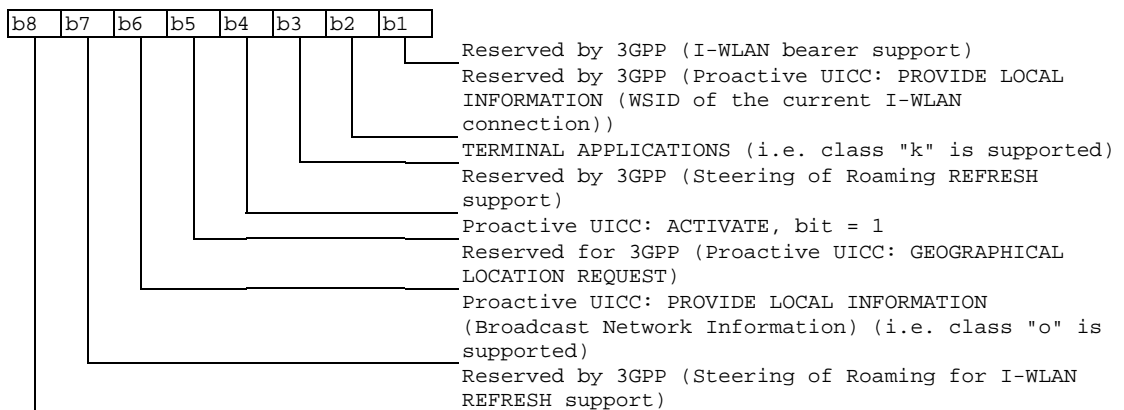 b8 b7 b6 b5 b4 b3 b2 b1
Reserved by 3GPP (I-WLAN bearer support)
Reserved by 3GPP (Proactive UICC: PROVIDE LOCAL
INFORMATION (WSID of the current I-WLAN
connection))
TERMINAL APPLICATIONS (i.e. class "k" is supported)
Reserved by 3GPP (Steering of Roaming REFRESH
support)
Proactive UICC: ACTIVATE, bit = 1
Reserved for 3GPP (Proactive UICC: GEOGRAPHICAL
LOCATION REQUEST)
Proactive UICC: PROVIDE LOCAL INFORMATION
(Broadcast Network Information) (i.e. class "o" is
supported)
Reserved by 3GPP (Steering of Roaming for I-WLAN
REFRESH support)